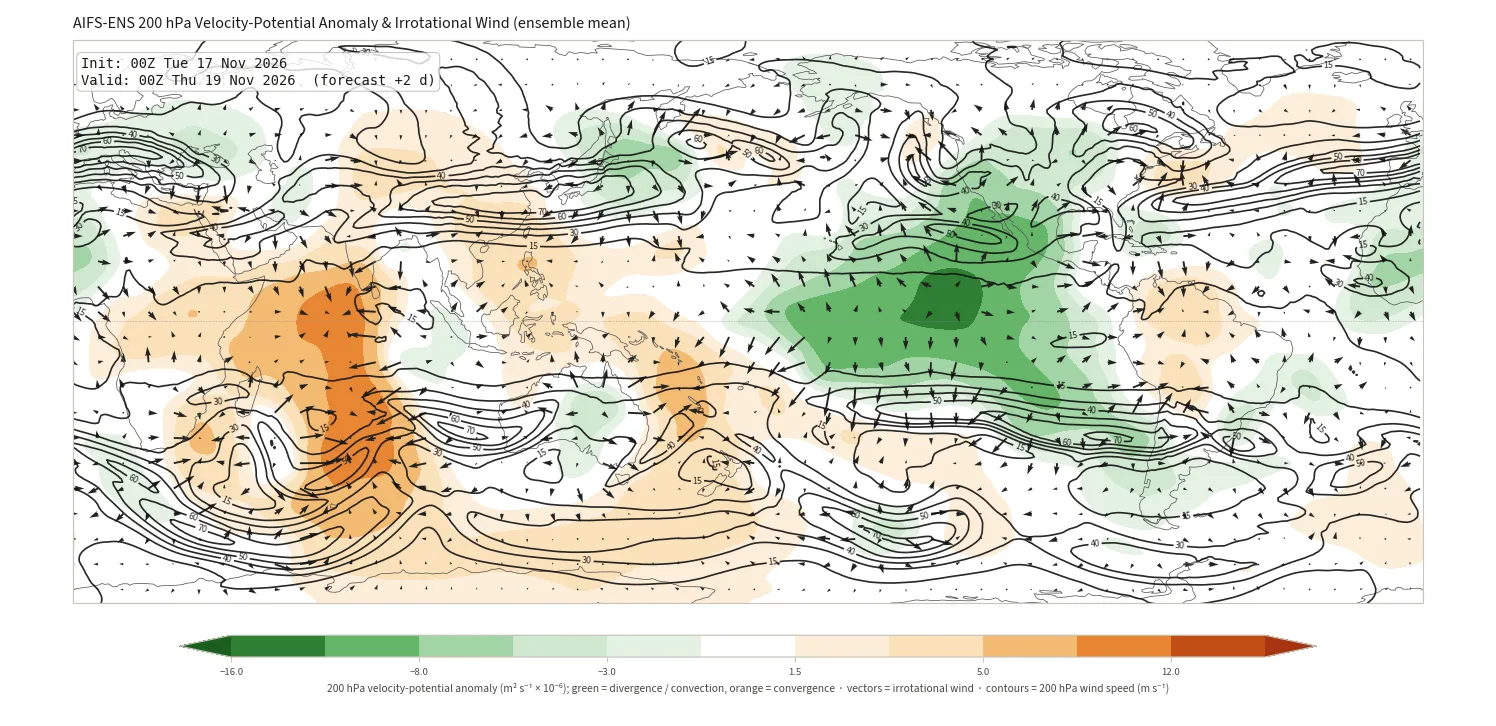 AIFS-ENS 200 hPa Velocity-Potential Anomaly & Irrotational Wind (ensemble mean)
Init: 00Z Tue 17 Nov 2026
Valid: 00Z Thu 19 Nov 2026 (forecast +2 d)
−16.0 −8.0 −3.0 1.5 5.0 12.0
200 hPa velocity-potential anomaly (m² s⁻¹ × 10⁻⁶); green = divergence / convection, orange = convergence · vectors = irrotational wind · contours = 200 hPa wind speed (m s⁻¹)